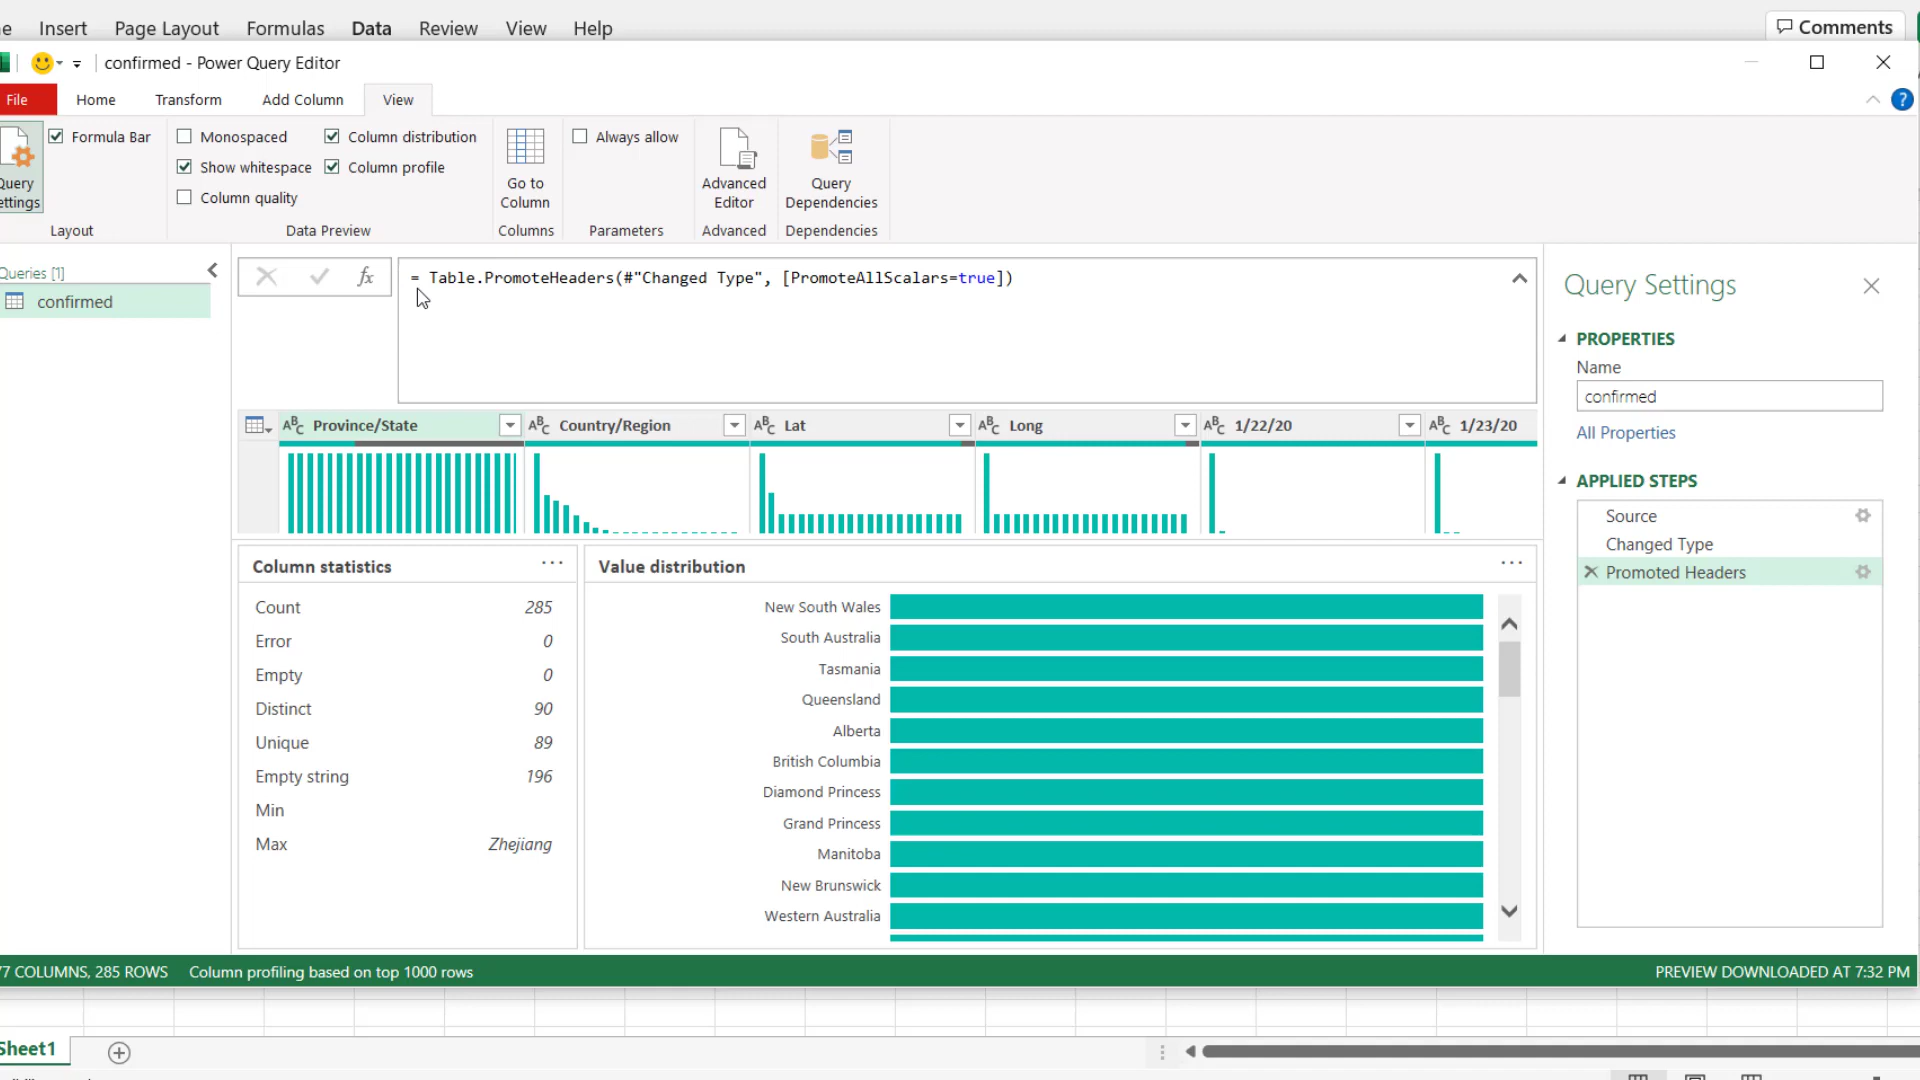 Insert Page Layout Formulas Data Review View Help Comments
confirmed - Power Query Editor
File Home Transform Add Column View
Formula Bar Monospaced Column distribution Always allow
Show whitespace Column profile
Column quality
Query
Go to Column
Advanced Editor
Query Dependencies
Layout Data Preview Columns Parameters Advanced Dependencies
Queries [1]
confirmed
fx = Table.PromoteHeaders(#"Changed Type", [PromoteAllScalars=true])
Province/State Country/Region Lat Long 1/22/20 1/23/20
Column statistics
Count 285
Error 0
Empty 0
Distinct 90
Unique 89
Empty string 196
Min
Max Zhejiang
Value distribution
New South Wales
South Australia
Tasmania
Queensland
Alberta
British Columbia
Diamond Princess
Grand Princess
Manitoba
New Brunswick
Western Australia
Query Settings
PROPERTIES
Name
confirmed
All Properties
APPLIED STEPS
Source
Changed Type
Promoted Headers
COLUMNS, 285 ROWS Column profiling based on top 1000 rows PREVIEW DOWNLOADED AT 7:32 PM
Sheet1